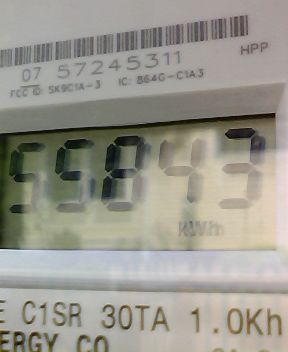 07 57245311
HPP
FCC ID: SK9C1A-3 IC: 864G-C1A3
55843
kWh
E C1SR 30TA 1.0Kh
ERGY CO